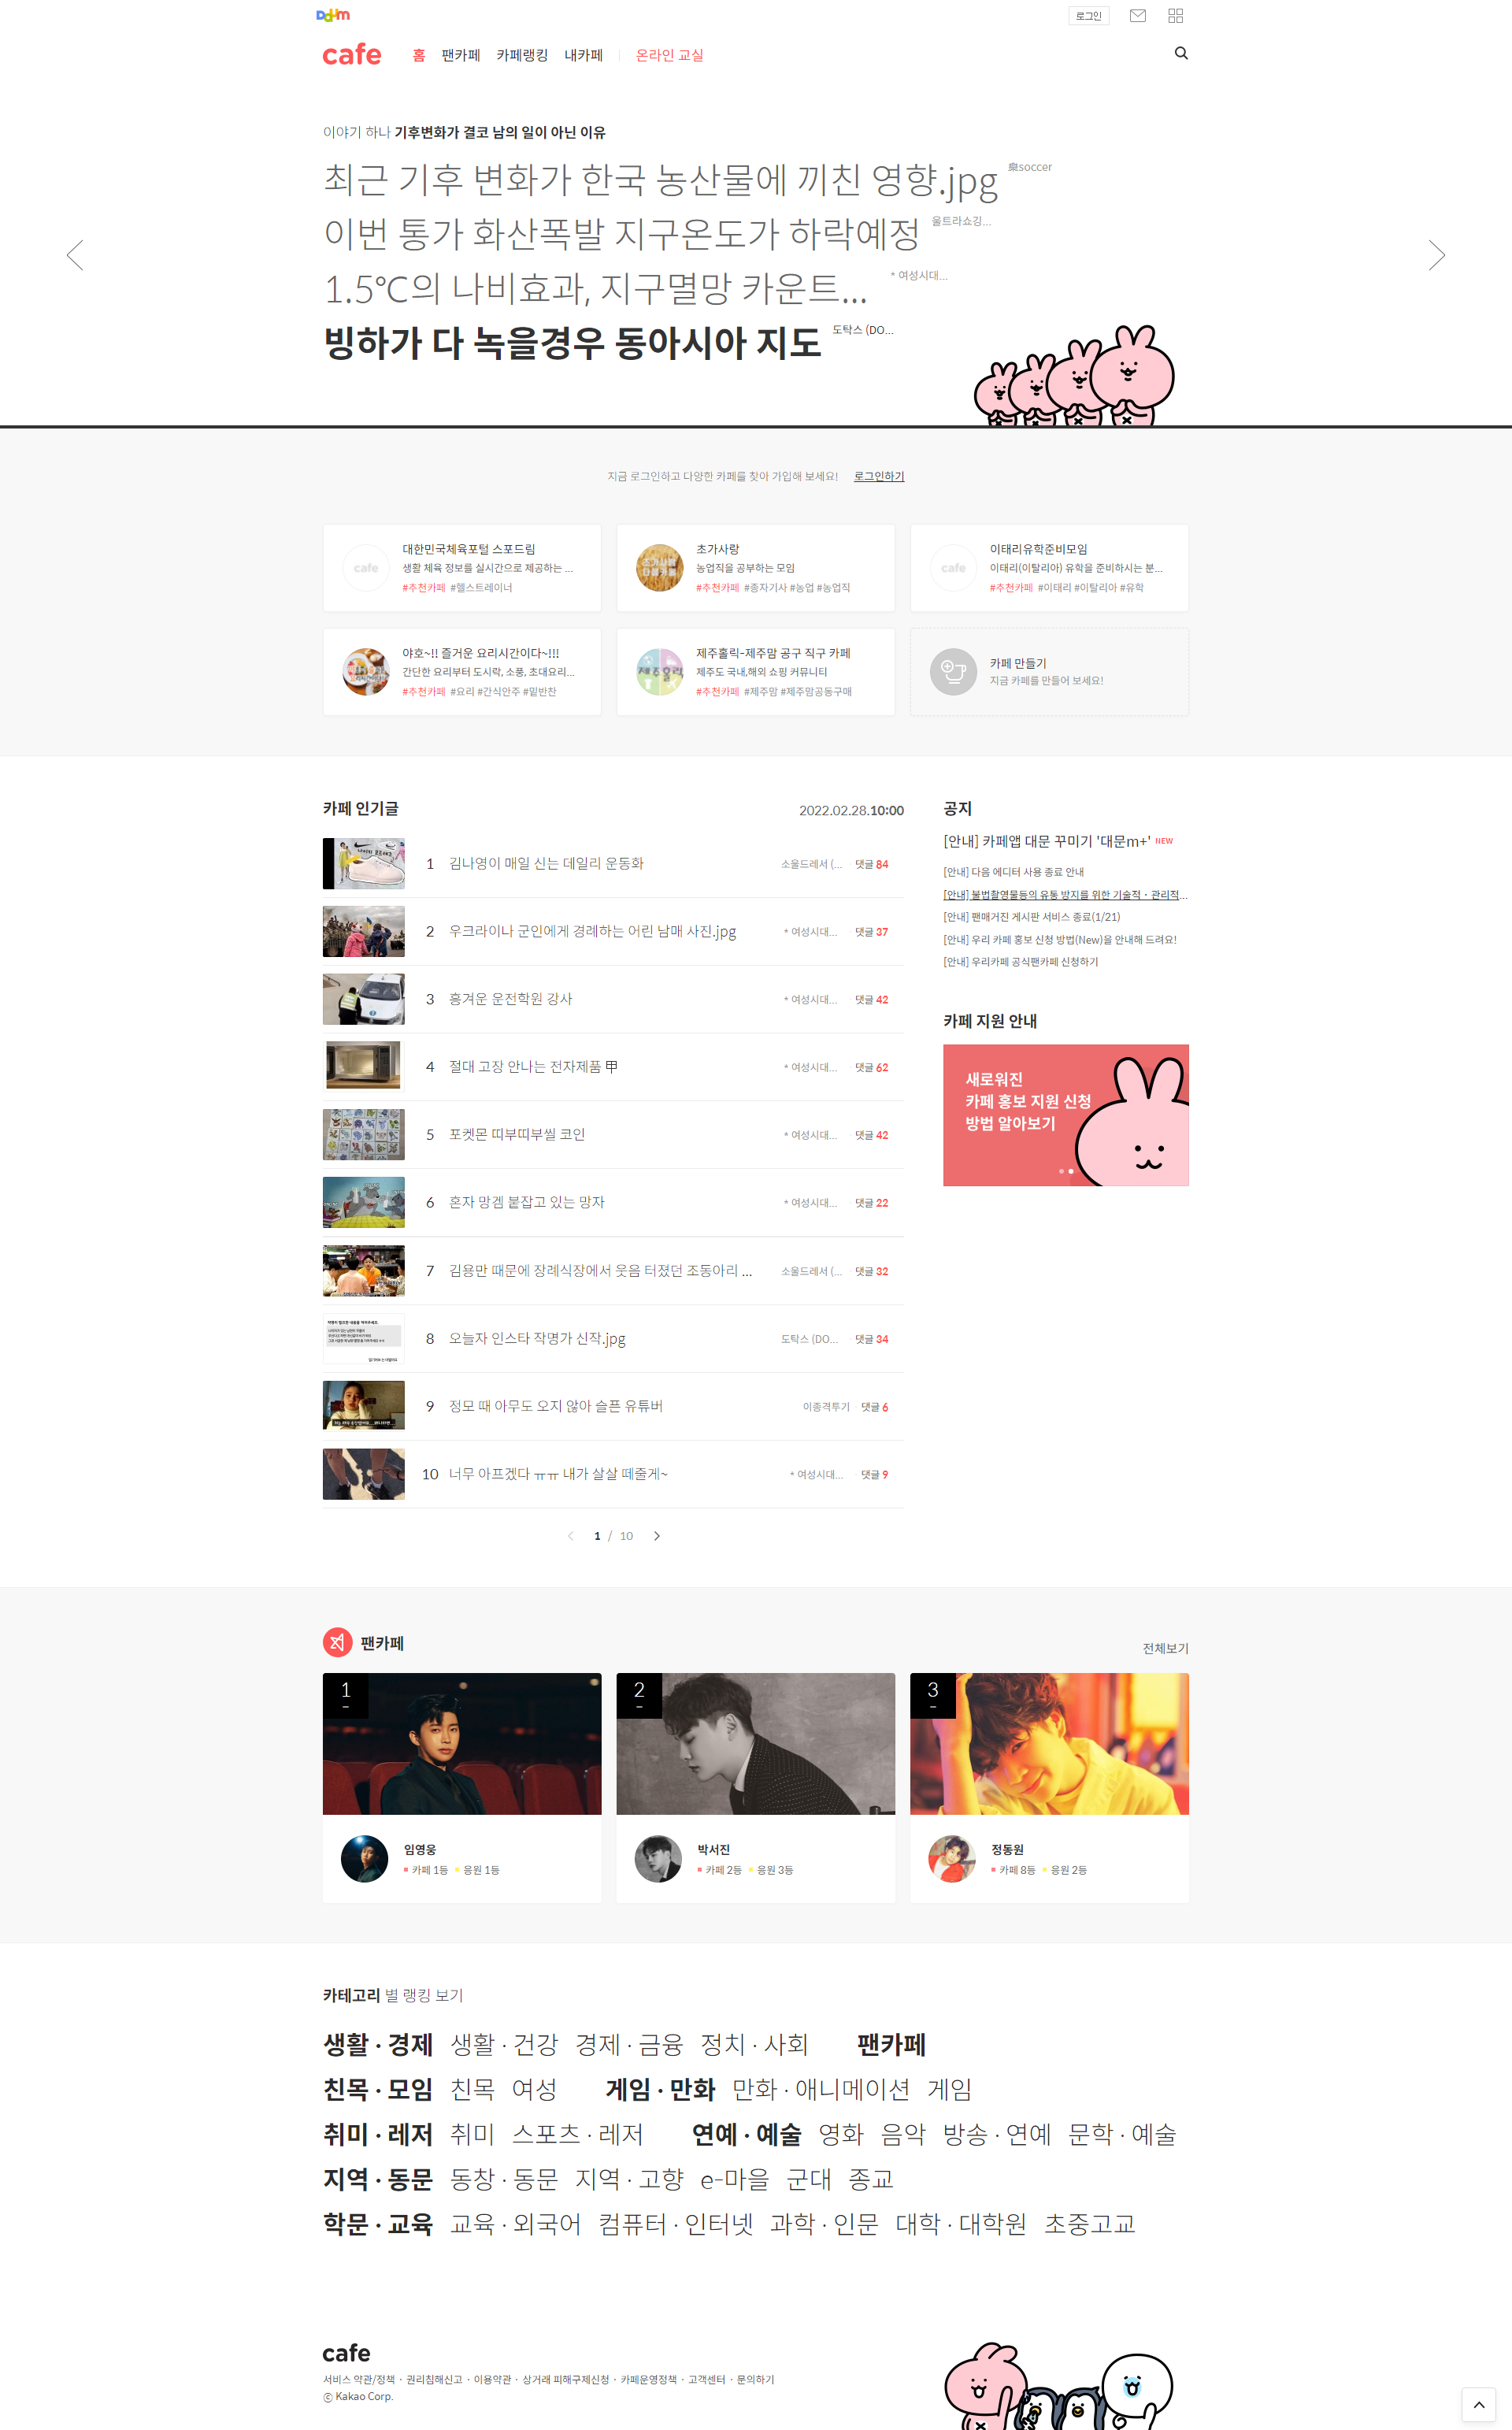 Daum
로그인
cafe
홈 팬카페 카페랭킹 내카페 온라인 교실
이야기 하나 기후변화가 결코 남의 일이 아닌 이유
최근 기후 변화가 한국 농산물에 끼친 영향.jpg
이번 통가 화산폭발 지구온도가 하락예정 울트라쇼깅...
1.5℃의 나비효과, 지구멸망 카운트... * 여성시대...
빙하가 다 녹을경우 동아시아 지도 도탁스 (DO...
지금 로그인하고 다양한 카페를 찾아 가입해 보세요! 로그인하기
cafe
대한민국체육포털 스포드림
생활 체육 정보를 실시간으로 제공하는 ...
#추천카페 #헬스트레이너
초가사랑
농업직을 공부하는 모임
#추천카페 #종자기사 #농업 #농업직
cafe
이태리유학준비모임
이태리(이탈리아) 유학을 준비하시는 분...
#추천카페 #이태리 #이탈리아 #유학
야호~!! 즐거운 요리시간이다~!!!
간단한 요리부터 도시락, 소풍, 초대요리...
#추천카페 #요리 #간식안주 #밑반찬
제주홀릭
제주홀릭-제주맘 공구 직구 카페
제주도 국내,해외 쇼핑 커뮤니티
#추천카페 #제주맘 #제주맘공동구매
카페 만들기
지금 카페를 만들어 보세요!
카페 인기글 2022.02.28.10:00
1 김나영이 매일 신는 데일리 운동화 소울드레서 (... 댓글 84
2 우크라이나 군인에게 경례하는 어린 남매 사진.jpg * 여성시대... 댓글 37
3 흥겨운 운전학원 강사 * 여성시대... 댓글 42
4 절대 고장 안나는 전자제품 甲 * 여성시대... 댓글 62
5 포켓몬 띠부띠부씰 코인 * 여성시대... 댓글 42
6 혼자 망겜 붙잡고 있는 망자 * 여성시대... 댓글 22
7 김용만 때문에 장례식장에서 웃음 터졌던 조동아리 ... 소울드레서 (... 댓글 32
8 오늘자 인스타 작명가 신작.jpg 도탁스 (DO... 댓글 34
9 정모 때 아무도 오지 않아 슬픈 유튜버 이종격투기 댓글 6
10 너무 아프겠다 ㅠㅠ 내가 살살 떼줄게~ * 여성시대... 댓글 9
1 / 10
공지
[안내] 카페앱 대문 꾸미기 '대문m+' NEW
[안내] 다음 에디터 사용 종료 안내
[안내] 불법촬영물등의 유통 방지를 위한 기술적・관리적...
[안내] 팬매거진 게시판 서비스 종료(1/21)
[안내] 우리 카페 홍보 신청 방법(New)을 안내해 드려요!
[안내] 우리카페 공식팬카페 신청하기
카페 지원 안내
새로워진
카페 홍보 지원 신청
방법 알아보기
팬카페 전체보기
1
임영웅
카페 1등 응원 1등
2
박서진
카페 2등 응원 3등
3
정동원
카페 8등 응원 2등
카테고리 별 랭킹 보기
생활 · 경제 생활 · 건강 경제 · 금융 정치 · 사회 팬카페
친목 · 모임 친목 여성 게임 · 만화 만화 · 애니메이션 게임
취미 · 레저 취미 스포츠 · 레저 연예 · 예술 영화 음악 방송 · 연예 문학 · 예술
지역 · 동문 동창 · 동문 지역 · 고향 e-마을 군대 종교
학문 · 교육 교육 · 외국어 컴퓨터 · 인터넷 과학 · 인문 대학 · 대학원 초중고교
cafe
서비스 약관/정책 · 권리침해신고 · 이용약관 · 상거래 피해구제신청 · 카페운영정책 · 고객센터 · 문의하기
ⓒ Kakao Corp.